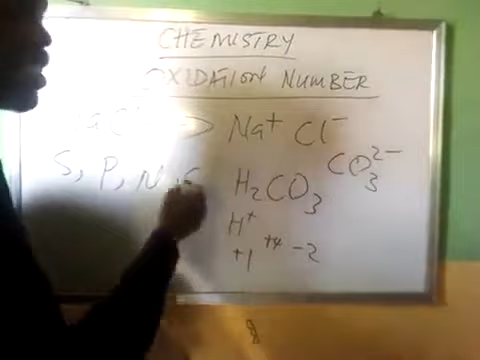 CHEMISTRY
OXIDATION NUMBER
Na⁺ Cl⁻
CO₃²⁻
S, P, N, C H₂CO₃
H⁺
+1 +4 -2